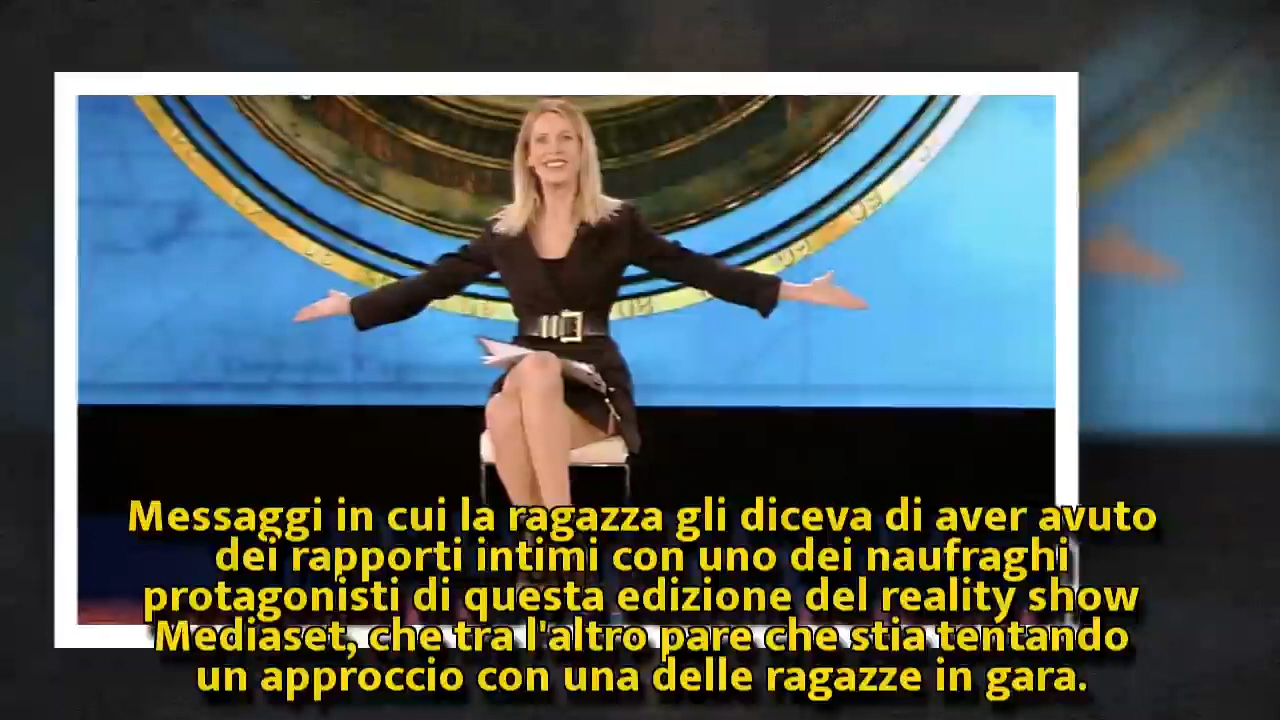 Messaggi in cui la ragazza gli diceva di aver avuto
dei rapporti intimi con uno dei naufraghi
protagonisti di questa edizione del reality show
Mediaset, che tra l'altro pare che stia tentando
un approccio con una delle ragazze in gara.